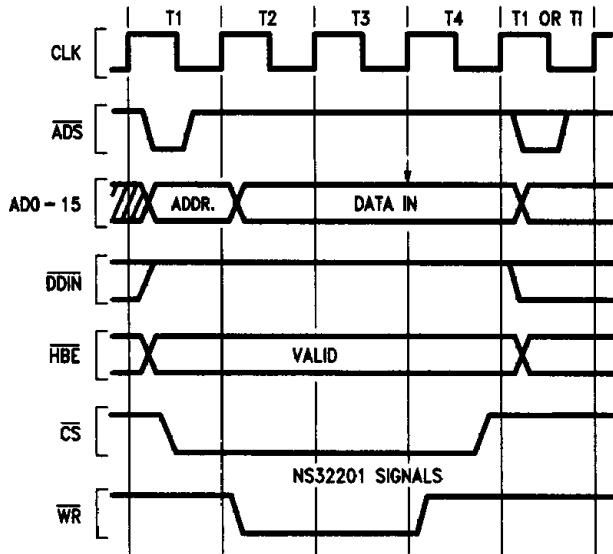 T1 T2 T3 T4 T1 OR Ti
CLK
ADS
AD0-15 ADDR. DATA IN
DDIN
HBE VALID
CS
NS32201 SIGNALS
WR